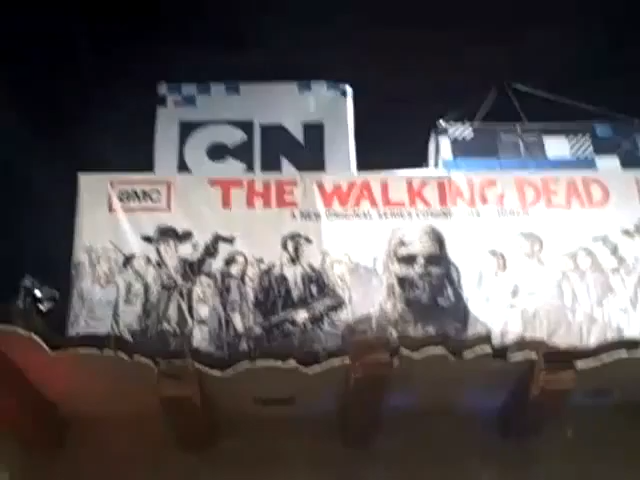 CN
AMC
THE WALKING DEAD
A NEW ORIGINAL SERIES